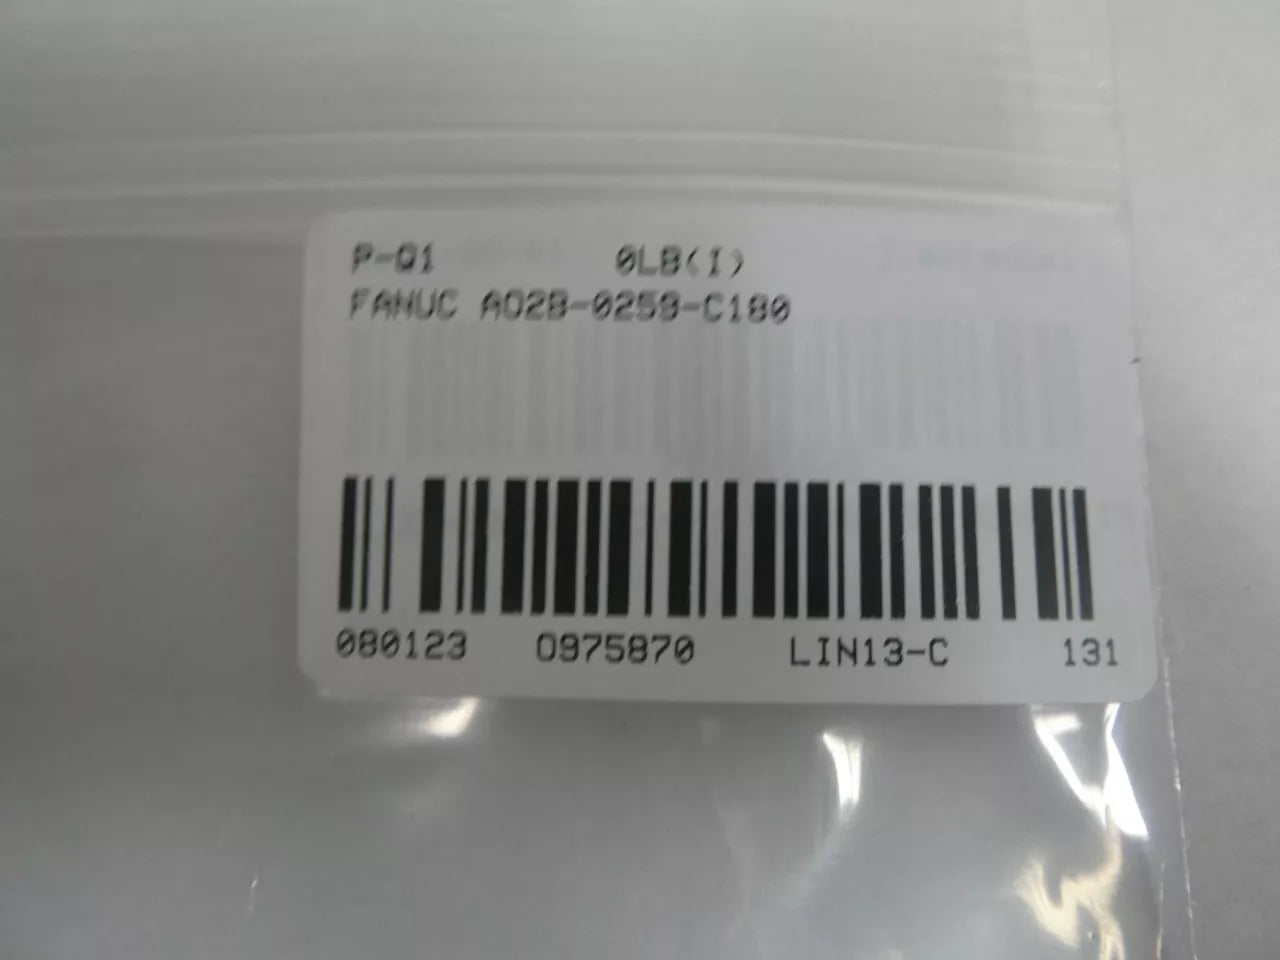 P-Q1 0LB(I)
FANUC A02B-0259-C180
080123 0975870 LIN13-C 131